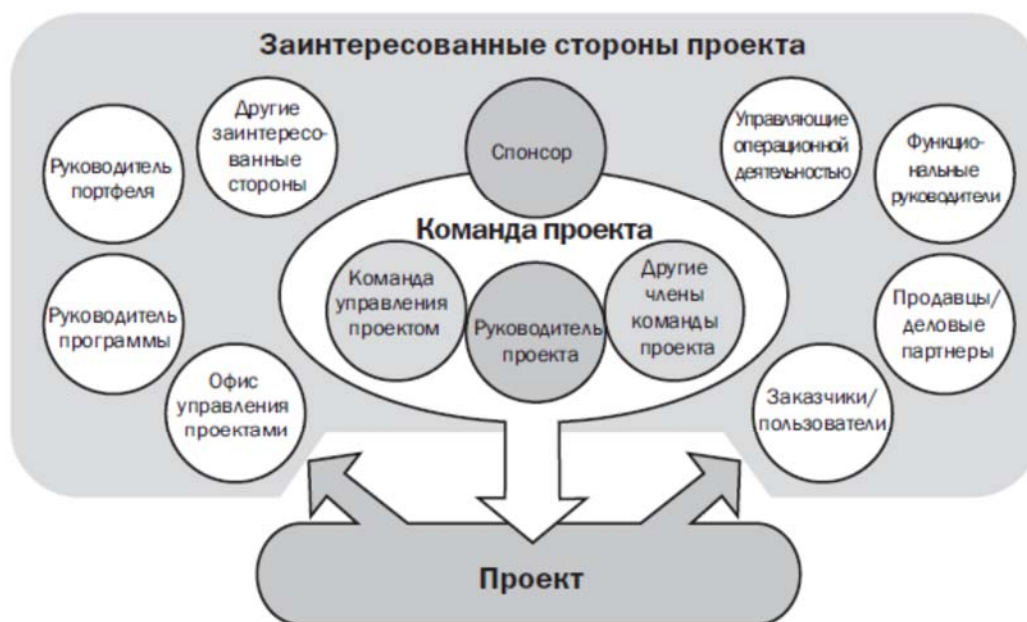 Заинтересованные стороны проекта
Руководитель
портфеля
Другие
заинтересо-
ванные
стороны
Спонсор
Управляющие
операционной
деятельностью
Функцио-
нальные
руководители
Команда проекта
Команда
управления
проектом
Руководитель
проекта
Другие
члены
команды
проекта
Руководитель
программы
Продавцы/
деловые
партнеры
Офис
управления
проектами
Заказчики/
пользователи
Проект